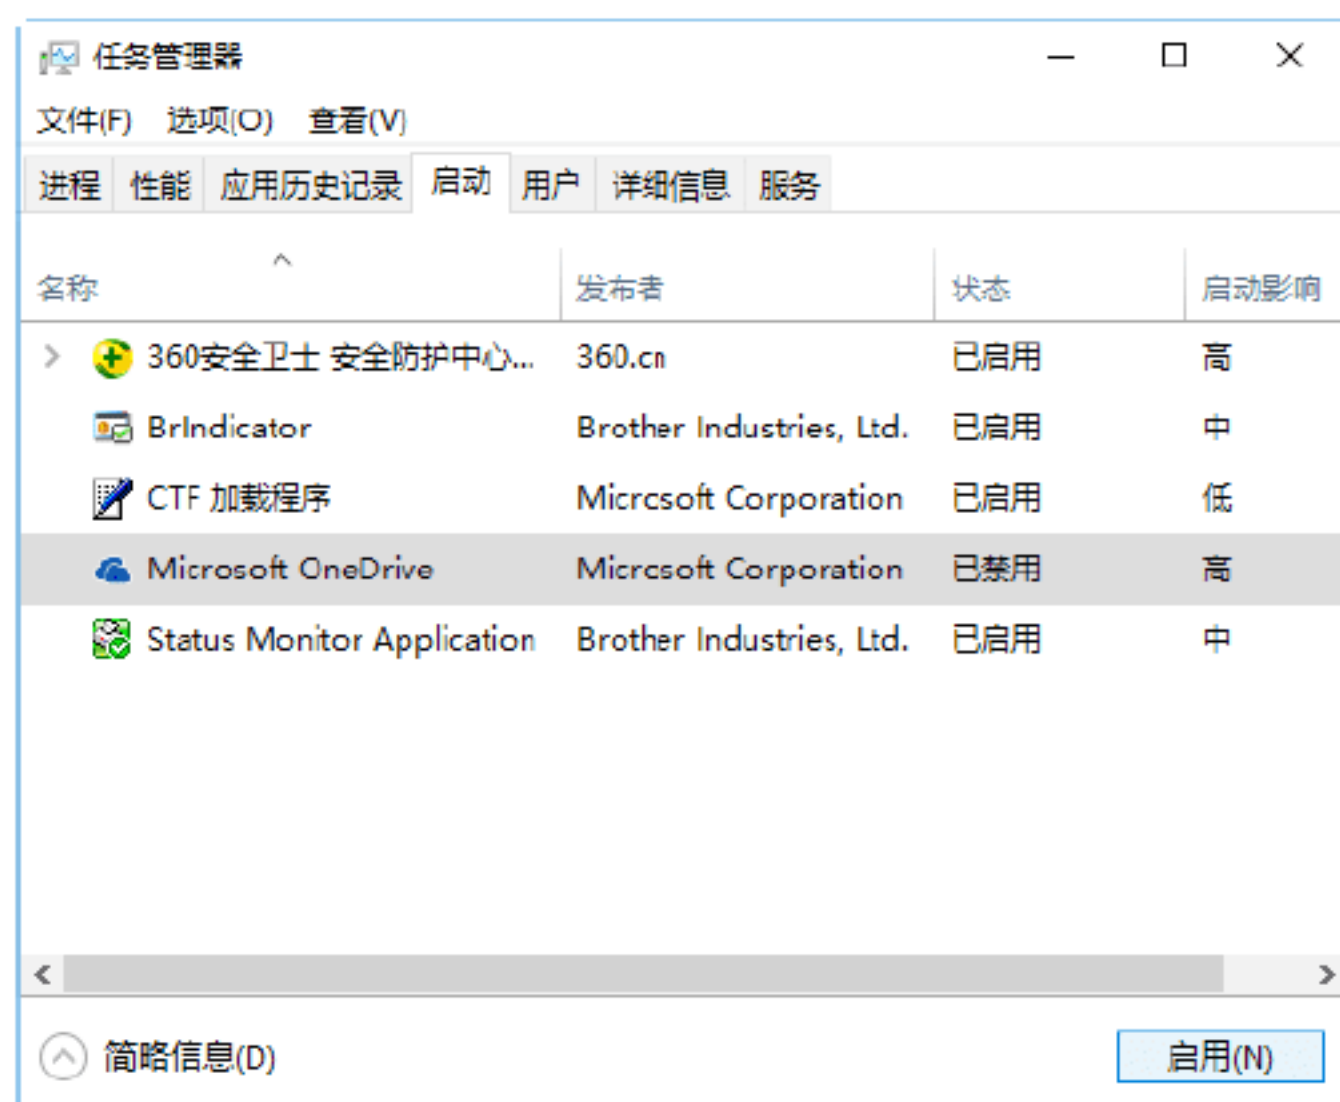 任务管理器
文件(F) 选项(O) 查看(V)
进程 性能 应用历史记录 启动 用户 详细信息 服务
名称 发布者 状态 启动影响
360安全卫士 安全防护中心... 360.cn 已启用 高
BrIndicator Brother Industries, Ltd. 已启用 中
CTF 加载程序 Microsoft Corporation 已启用 低
Microsoft OneDrive Microsoft Corporation 已禁用 高
Status Monitor Application Brother Industries, Ltd. 已启用 中
简略信息(D) 启用(N)